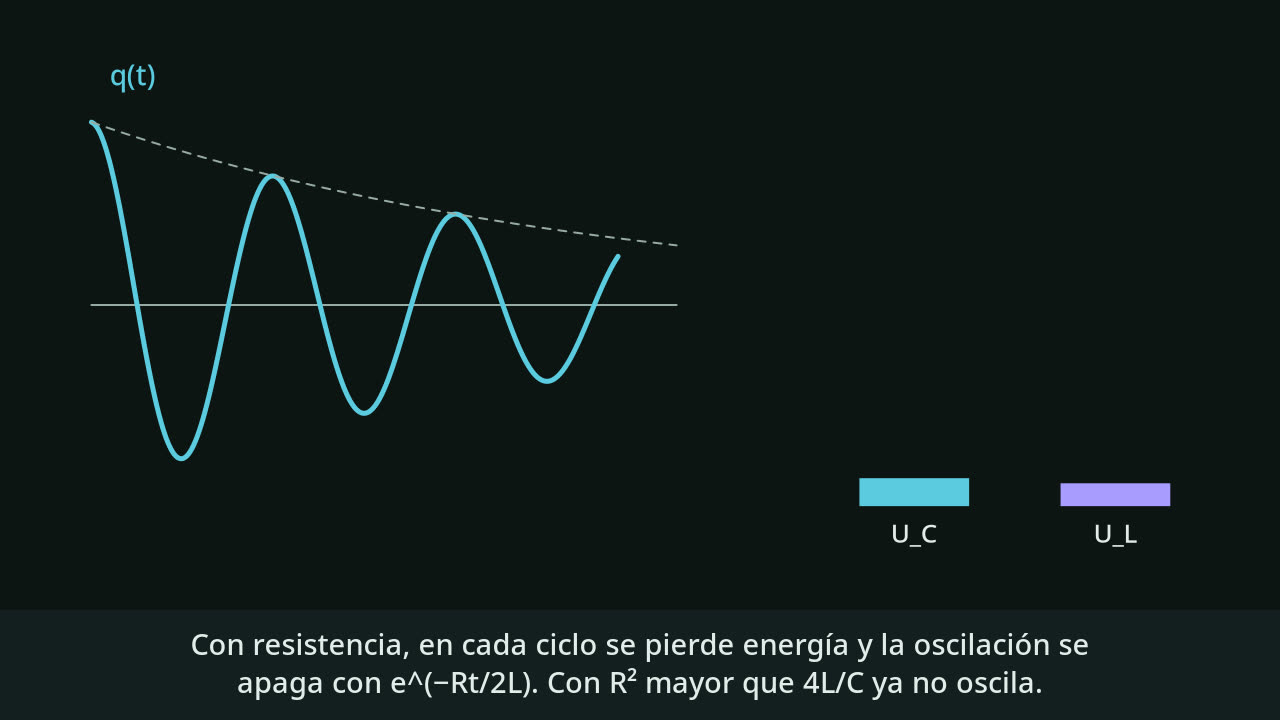 q(t)
U_C
U_L
Con resistencia, en cada ciclo se pierde energía y la oscilación se
apaga con e^(−Rt/2L). Con R² mayor que 4L/C ya no oscila.